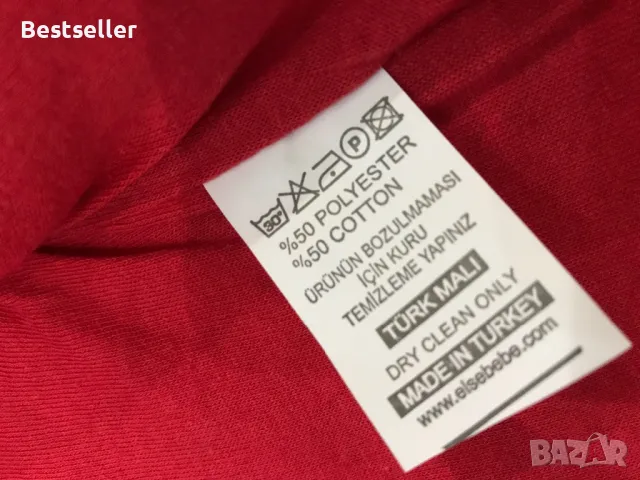 Bestseller
30°
P
%50 POLYESTER
%50 COTTON
ÜRÜNÜN BOZULMAMASI
İÇİN KURU
TEMİZLEME YAPINIZ
TÜRK MALI
DRY CLEAN ONLY
MADE IN TURKEY
www.elsebebe.com
BAZAR